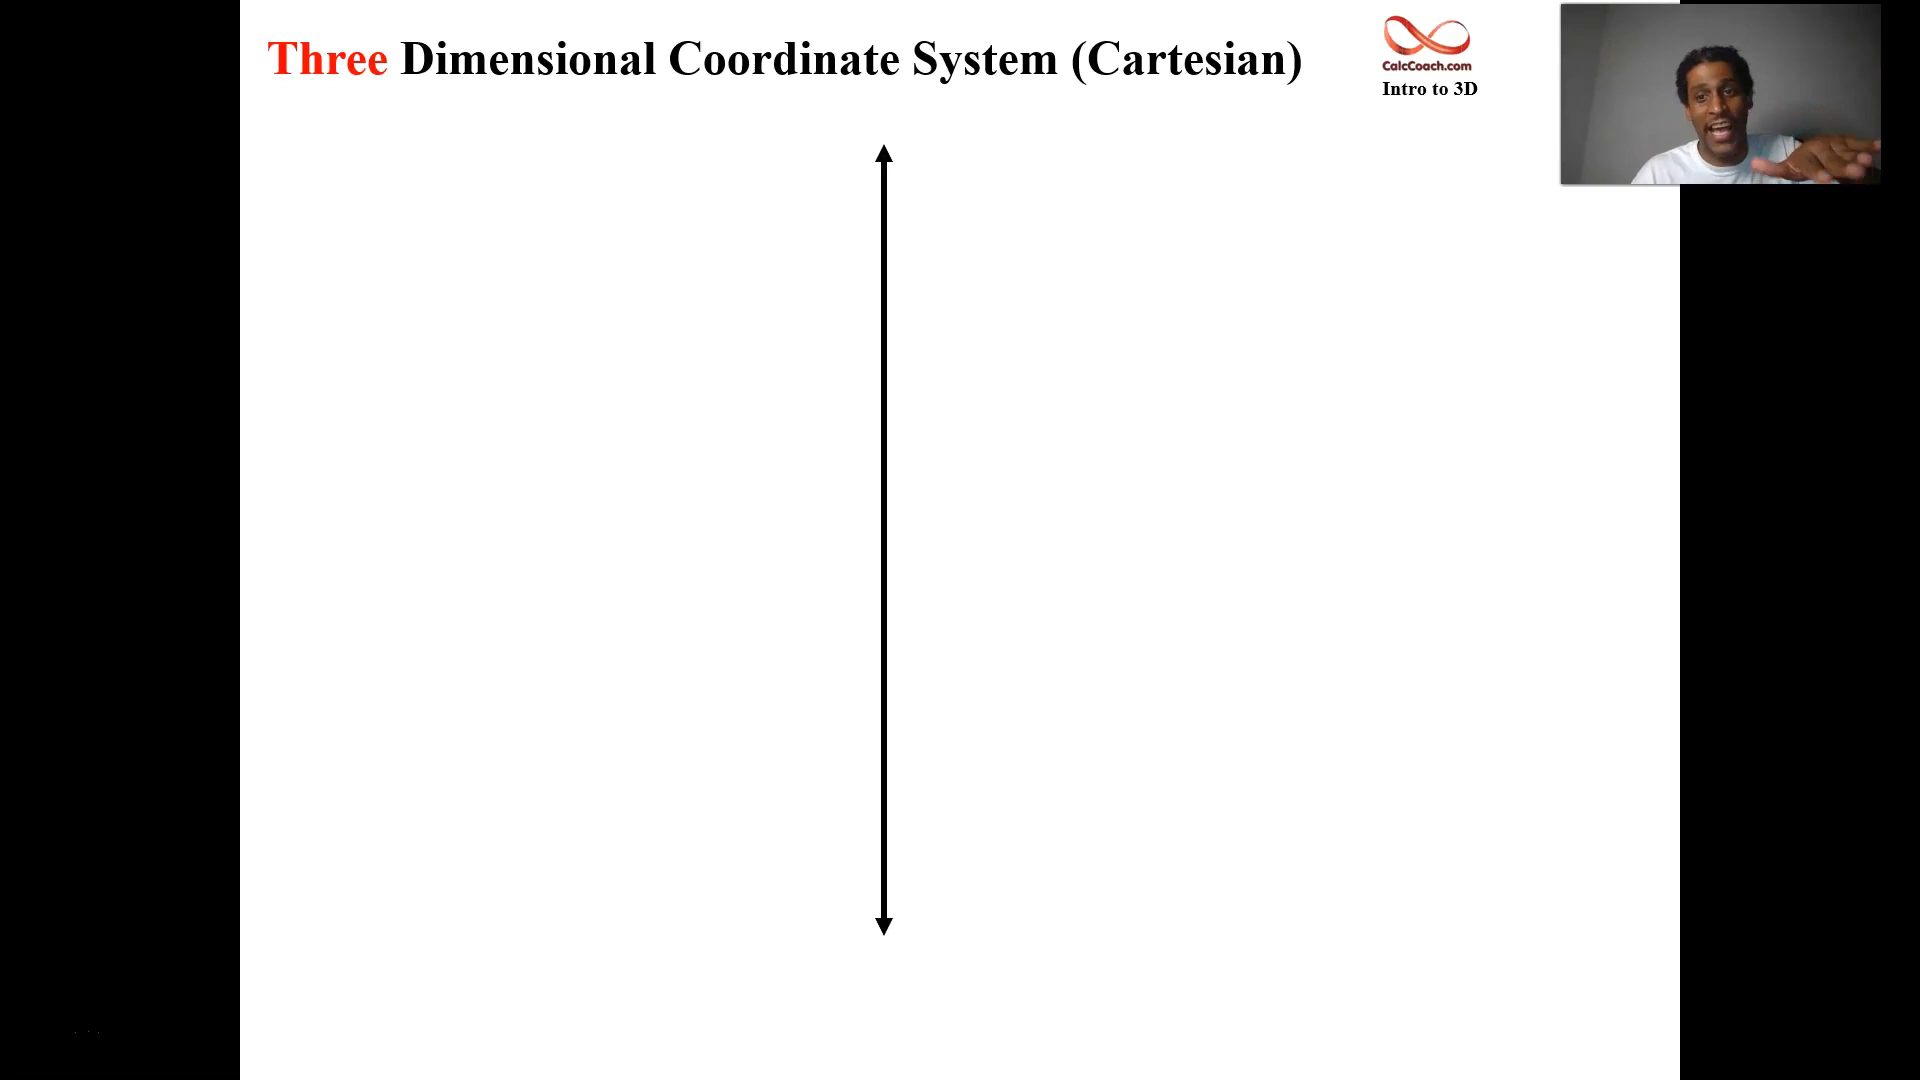 Three Dimensional Coordinate System (Cartesian)
CalcCoach.com
Intro to 3D